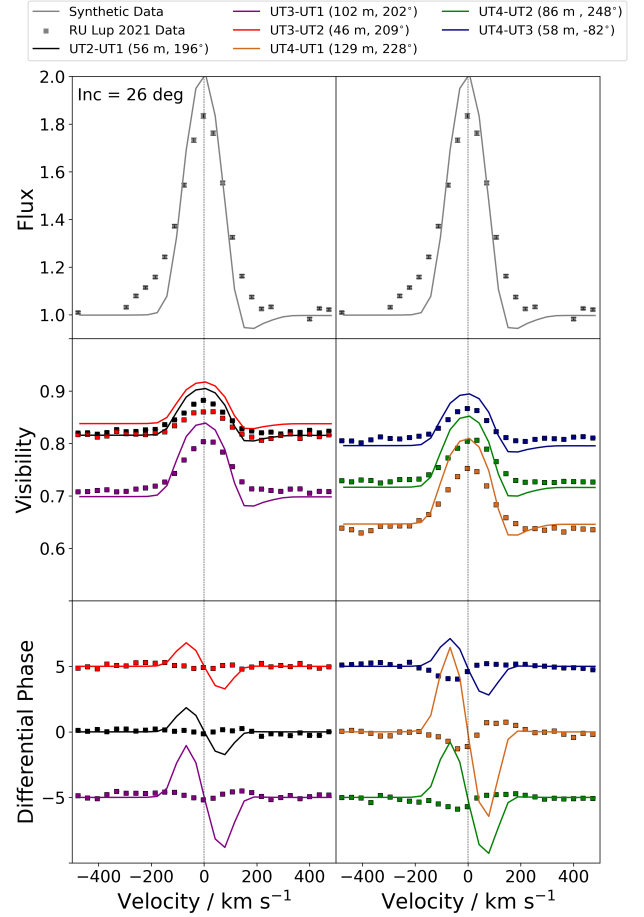 Synthetic Data
RU Lup 2021 Data
UT2-UT1 (56 m, 196°)
UT3-UT1 (102 m, 202°)
UT3-UT2 (46 m, 209°)
UT4-UT1 (129 m, 228°)
UT4-UT2 (86 m , 248°)
UT4-UT3 (58 m, -82°)
Inc = 26 deg
Flux
2.0
1.8
1.6
1.4
1.2
1.0
Visibility
0.9
0.8
0.7
0.6
Differential Phase
5
0
−5
−400 −200 0 200 400
−400 −200 0 200 400
Velocity / km s⁻¹
Velocity / km s⁻¹